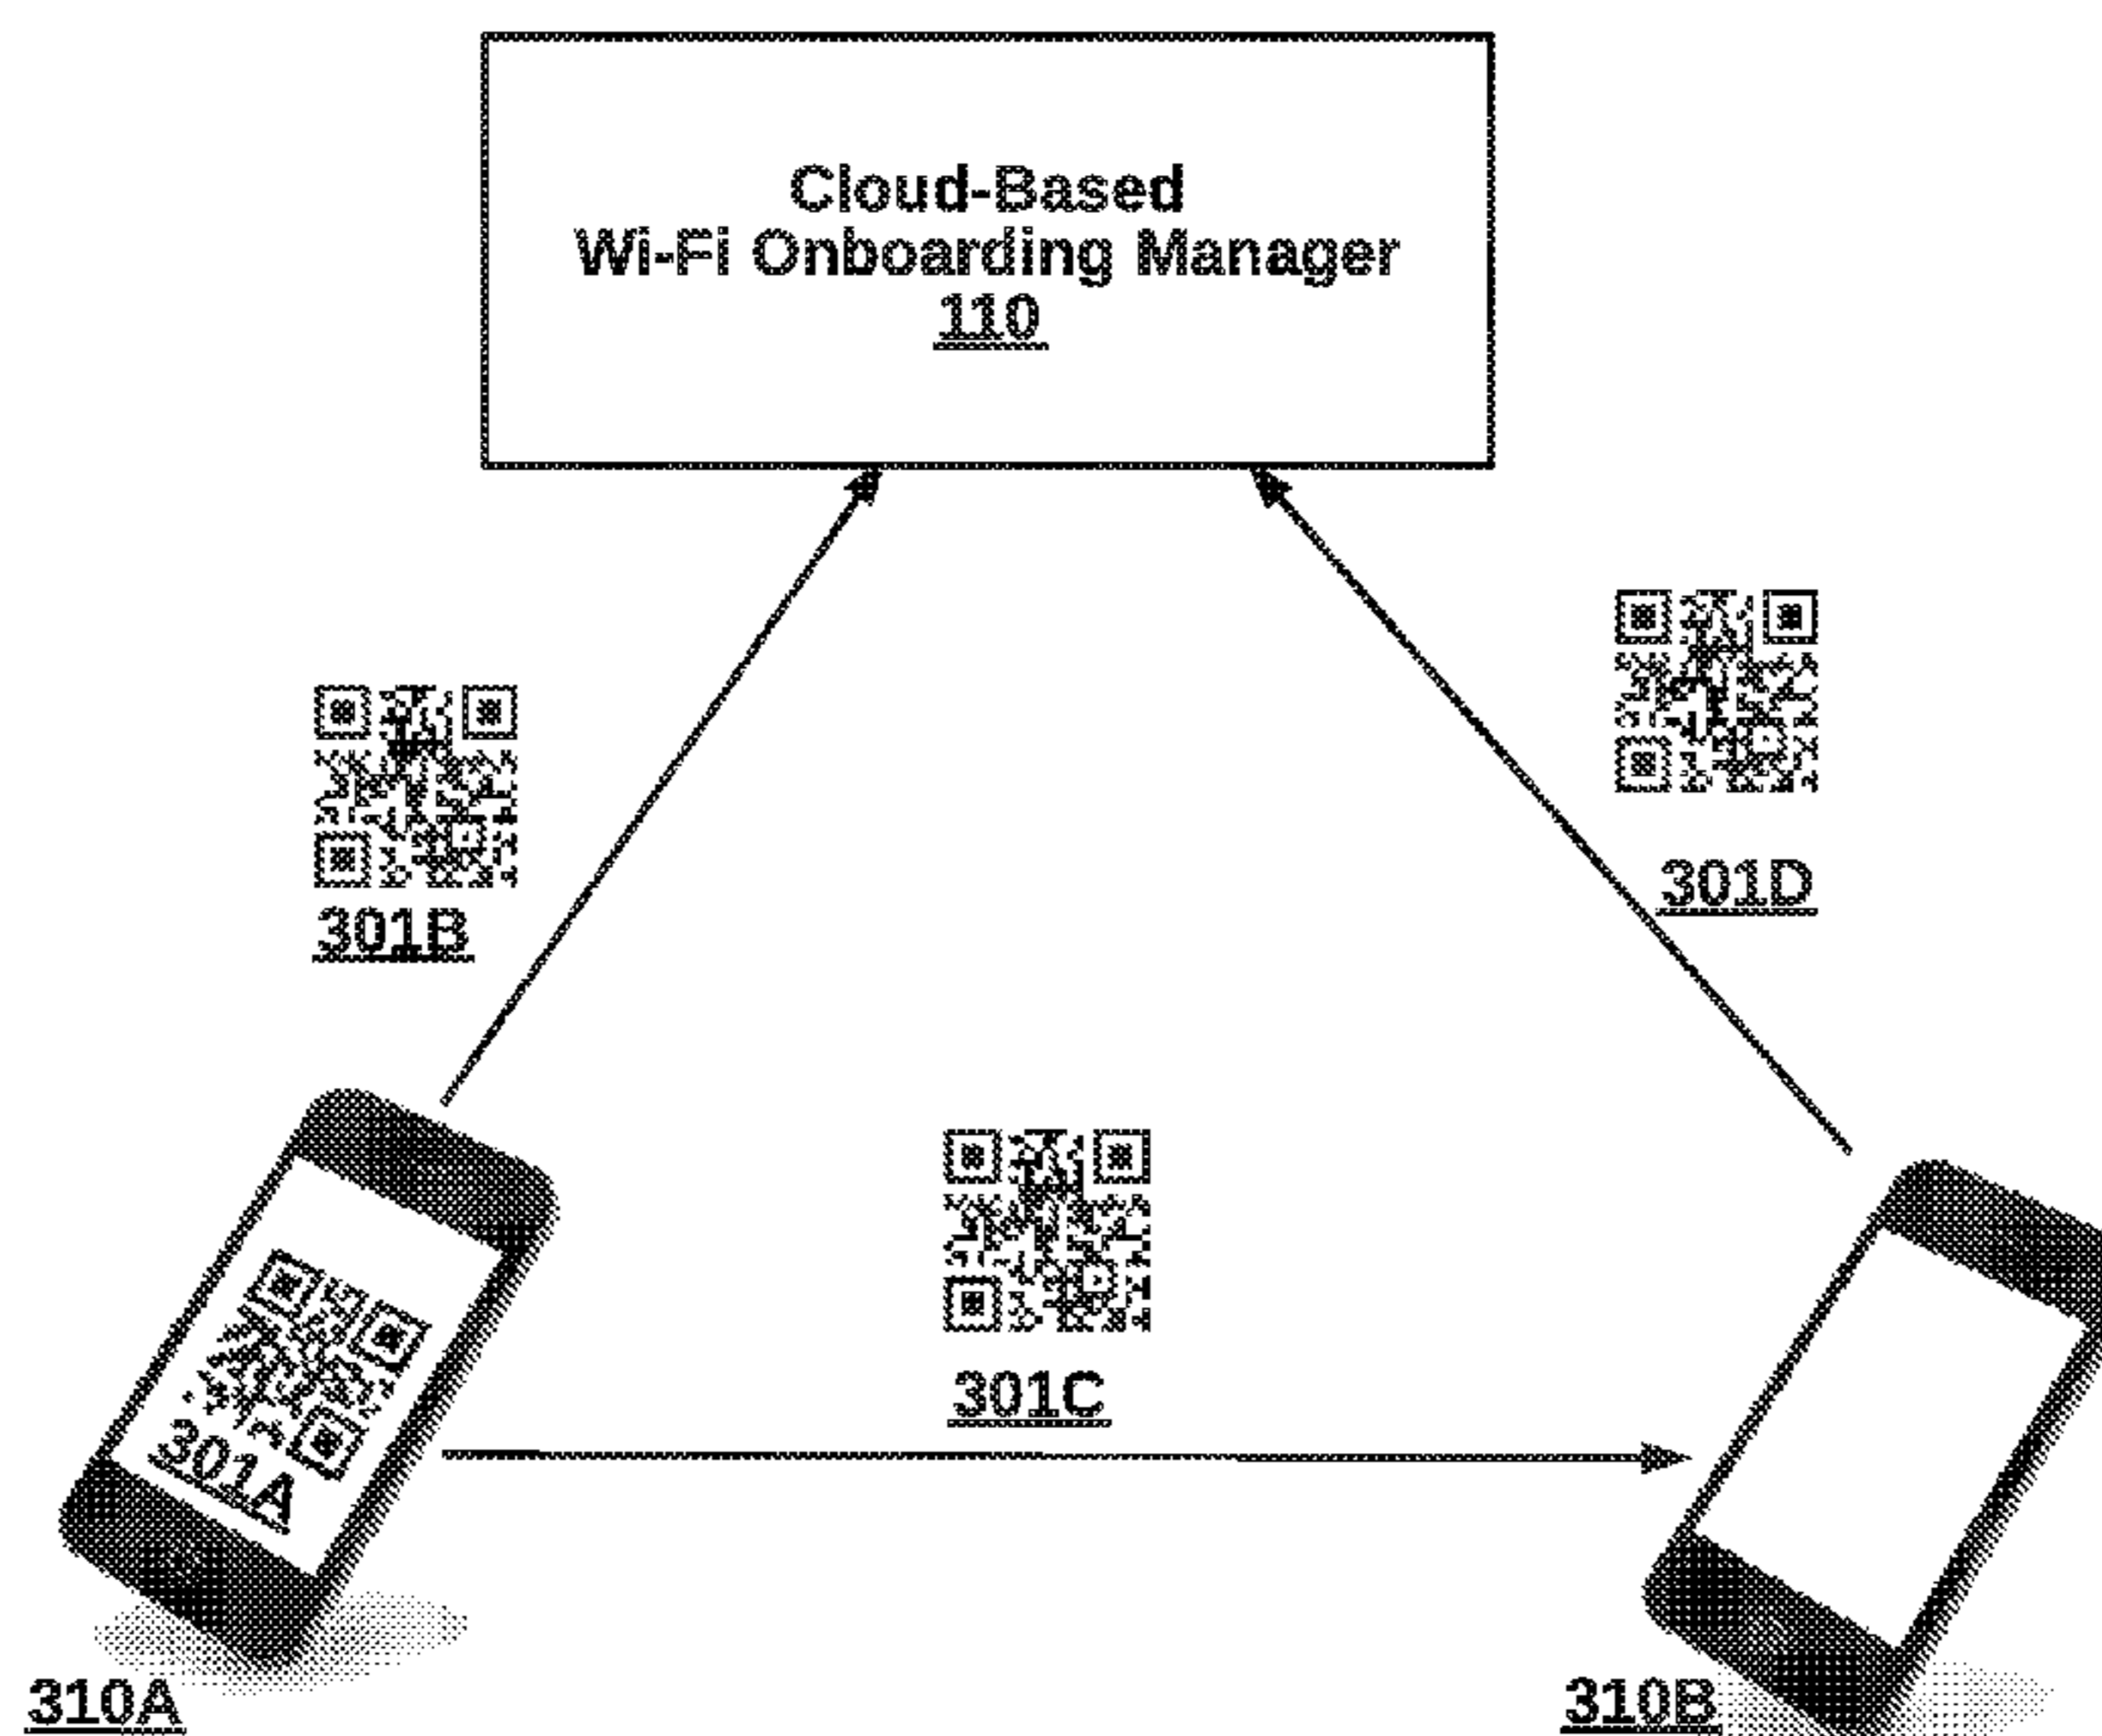 Cloud-Based
Wi-Fi Onboarding Manager
110
301B
301D
301C
301A
310A
310B